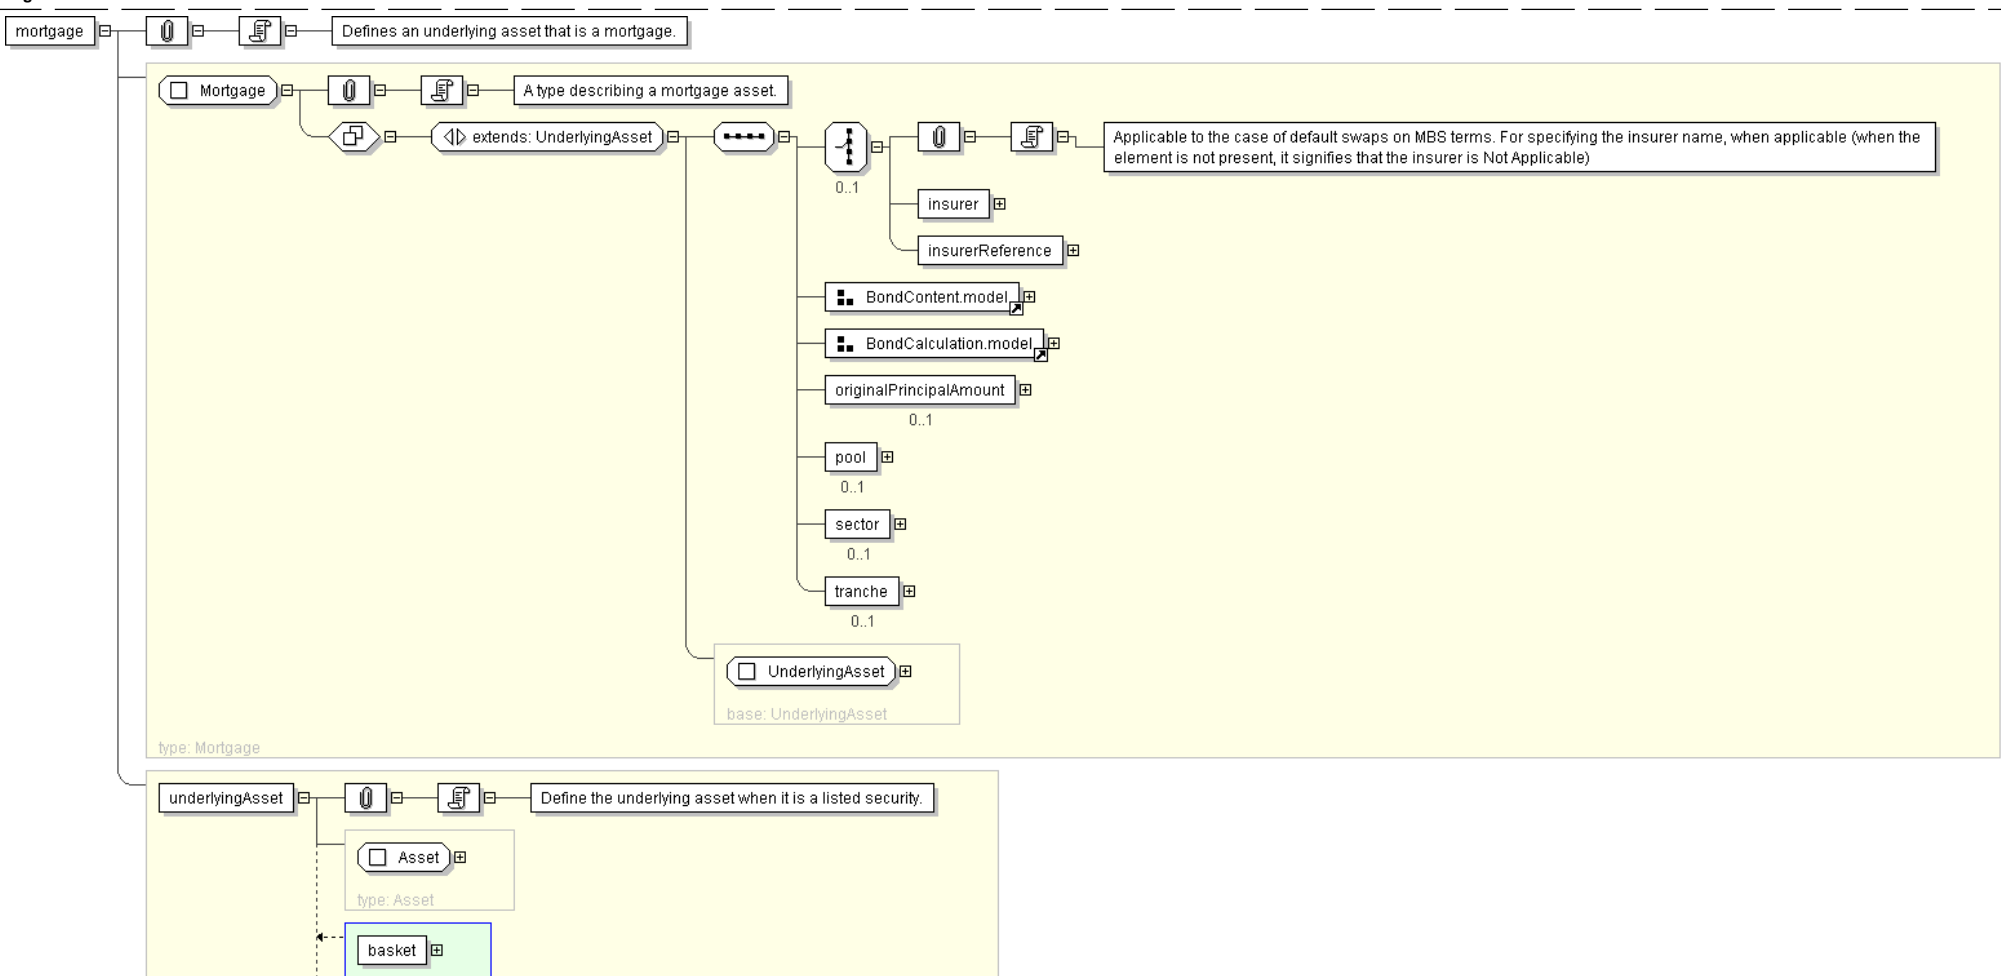 mortgage
Defines an underlying asset that is a mortgage.
Mortgage
A type describing a mortgage asset.
extends: UnderlyingAsset
Applicable to the case of default swaps on MBS terms. For specifying the insurer name, when applicable (when the
element is not present, it signifies that the insurer is Not Applicable)
0..1
insurer
insurerReference
BondContent.model
BondCalculation.model
originalPrincipalAmount
0..1
pool
0..1
sector
0..1
tranche
0..1
UnderlyingAsset
base: UnderlyingAsset
type: Mortgage
underlyingAsset
Define the underlying asset when it is a listed security.
Asset
type: Asset
basket